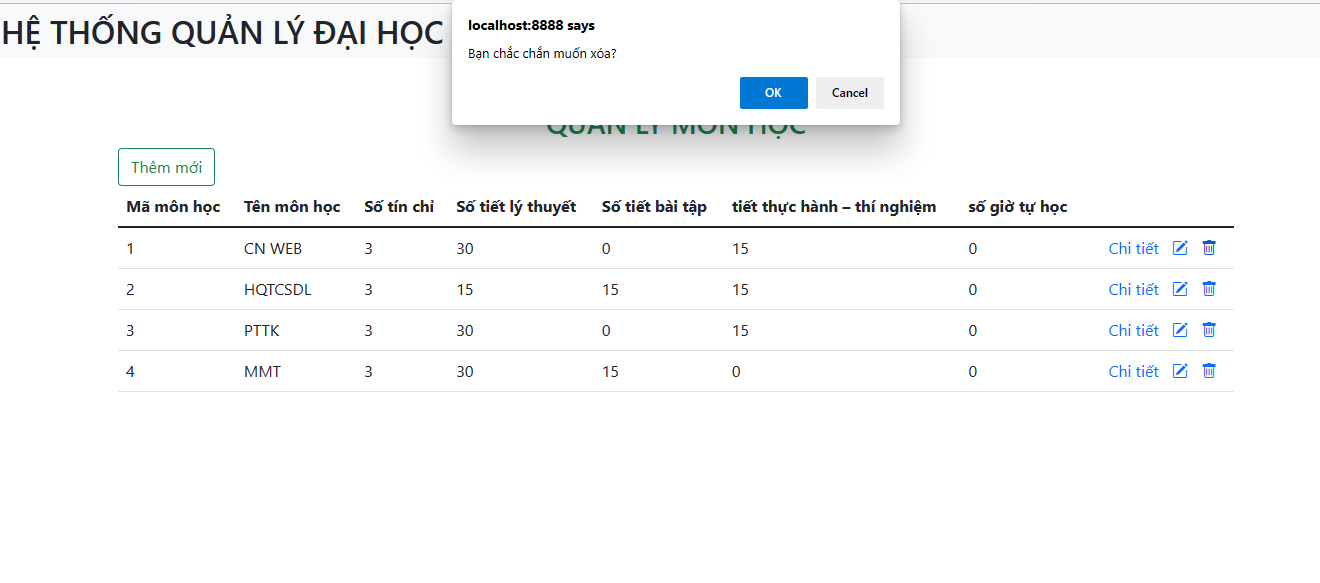 HỆ THỐNG QUẢN LÝ ĐẠI HỌC
localhost:8888 says
Bạn chắc chắn muốn xóa?
OK Cancel
QUẢN LÝ MÔN HỌC
Thêm mới
Mã môn học Tên môn học Số tín chỉ Số tiết lý thuyết Số tiết bài tập tiết thực hành – thí nghiệm số giờ tự học
1 CN WEB 3 30 0 15 0 Chi tiết
2 HQTCSDL 3 15 15 15 0 Chi tiết
3 PTTK 3 30 0 15 0 Chi tiết
4 MMT 3 30 15 0 0 Chi tiết